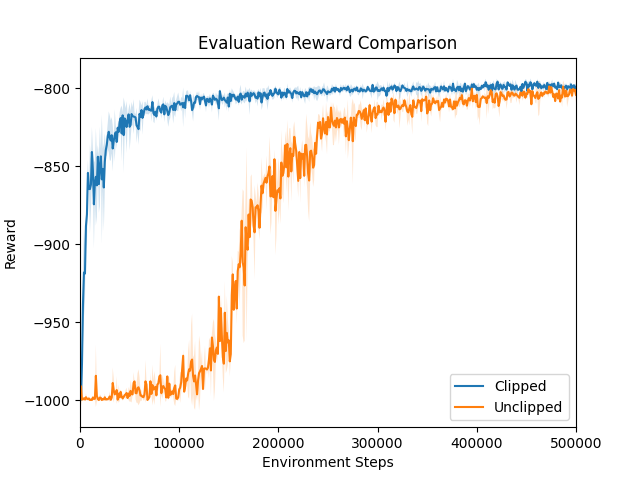 Evaluation Reward Comparison
Reward
−800
−850
−900
−950
−1000
0
100000
200000
300000
400000
500000
Environment Steps
Clipped
Unclipped